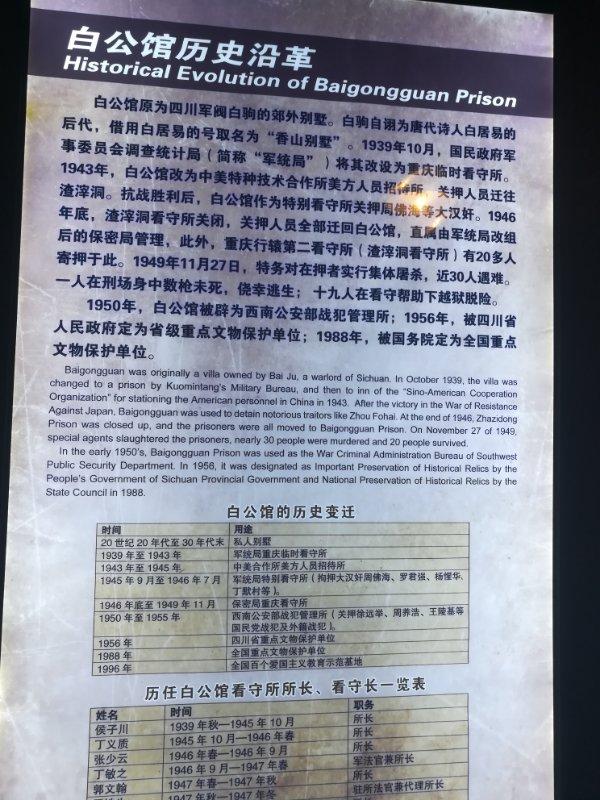 白公馆历史沿革
Historical Evolution of Baigongguan Prison
白公馆原为四川军阀白驹的郊外别墅。白驹自诩为唐代诗人白居易的
后代，借用白居易的号取名为“香山别墅”。1939年10月，国民政府军
事委员会调查统计局（简称“军统局”）将其改设为重庆临时看守所。
1943年，白公馆改为中美特种技术合作所美方人员招待所，关押人员迁往
渣滓洞。抗战胜利后，白公馆作为特别看守所关押周佛海等大汉奸。1946
年底，渣滓洞看守所关闭，关押人员全部迁回白公馆，直属由军统局改组
后的保密局管理，此外，重庆行辕第二看守所（渣滓洞看守所）有20多人
寄押于此。1949年11月27日，特务对在押者实行集体屠杀，近30人遇难。
一人在刑场身中数枪未死，侥幸逃生；十九人在看守帮助下越狱脱险。
1950年，白公馆被辟为西南公安部战犯管理所；1956年，被四川省
人民政府定为省级重点文物保护单位；1988年，被国务院定为全国重点
文物保护单位。
Baigongguan was originally a villa owned by Bai Ju, a warlord of Sichuan. In October 1939, the villa was
changed to a prison by Kuomintang's Military Bureau, and then to inn of the "Sino-American Cooperation
Organization" for stationing the American personnel in China in 1943. After the victory in the War of Resistance
Against Japan, Baigongguan was used to detain notorious traitors like Zhou Fohai. At the end of 1946, Zhazidong
Prison was closed up, and the prisoners were all moved to Baigongguan Prison. On November 27 of 1949,
special agents slaughtered the prisoners, nearly 30 people were murdered and 20 people survived.
In the early 1950's, Baigongguan Prison was used as the War Criminal Administration Bureau of Southwest
Public Security Department. In 1956, it was designated as Important Preservation of Historical Relics by the
People's Government of Sichuan Provincial Government and National Preservation of Historical Relics by the
State Council in 1988.
白公馆的历史变迁
时间 用途
20世纪20年代至30年代末 私人别墅
1939年至1943年 军统局重庆临时看守所
1943年至1945年 中美合作所美方人员招待所
1945年9月至1946年7月 军统局特别看守所（拘押大汉奸周佛海、罗君强、杨惺华、
丁默村等）。
1946年底至1949年11月 保密局重庆看守所
1950年至1955年 西南公安部战犯管理所（关押徐远举、周养浩、王陵基等
国民党战犯及外籍战犯）。
1956年 四川省重点文物保护单位
1988年 全国重点文物保护单位
1996年 全国百个爱国主义教育示范基地
历任白公馆看守所所长、看守长一览表
姓名 时间 职务
侯子川 1939年秋—1945年10月 所长
丁义质 1945年10月—1946年春 所长
张少云 1946年春—1946年9月 所长
丁敏之 1946年9月—1947年春 军法官兼所长
郭文翰 1947年春—1947年秋 所长
1947年秋—1947年冬 驻所法官兼代理所长